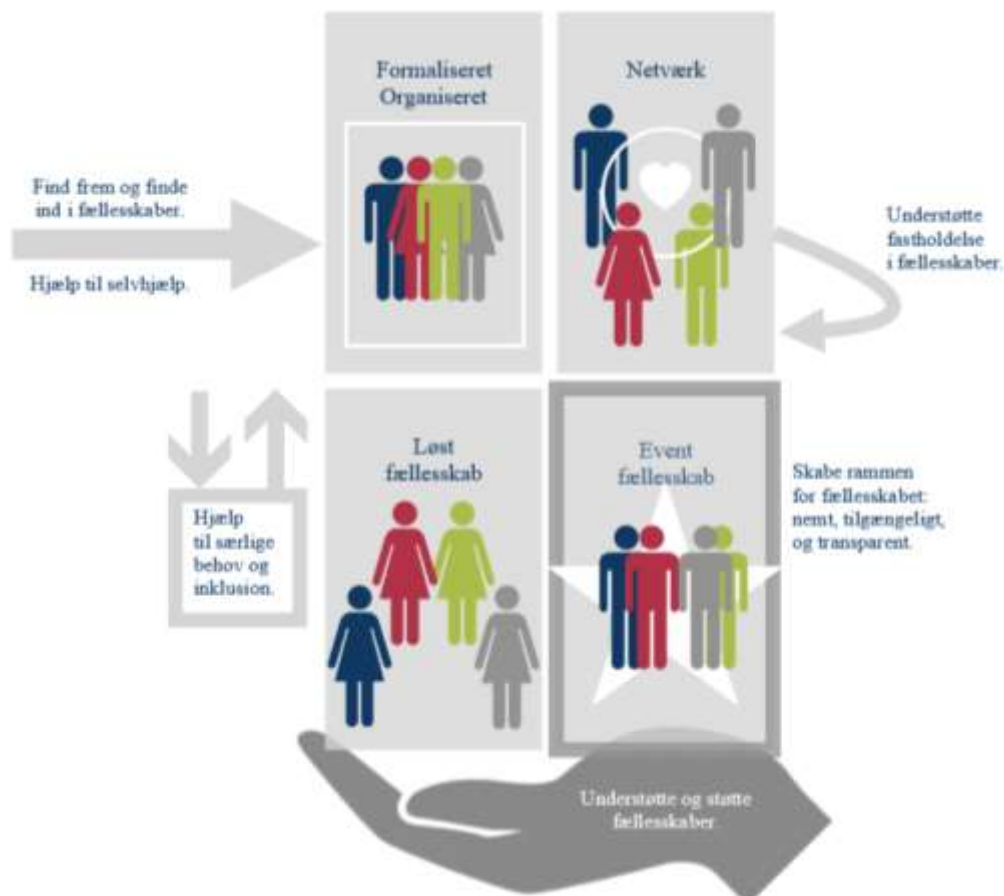 Formaliseret
Organiseret
Netværk
Find frem og finde
ind i fællesskaber.
Hjælp til selvhjælp.
Understøtte
fastholdelse
i fællesskaber.
Løst
fællesskab
Event
fællesskab
Hjælp
til særlige
behov og
inklusion.
Skabe rammen
for fællesskabet:
nemt, tilgængeligt,
og transparent.
Understøtte og støtte
fællesskaber.